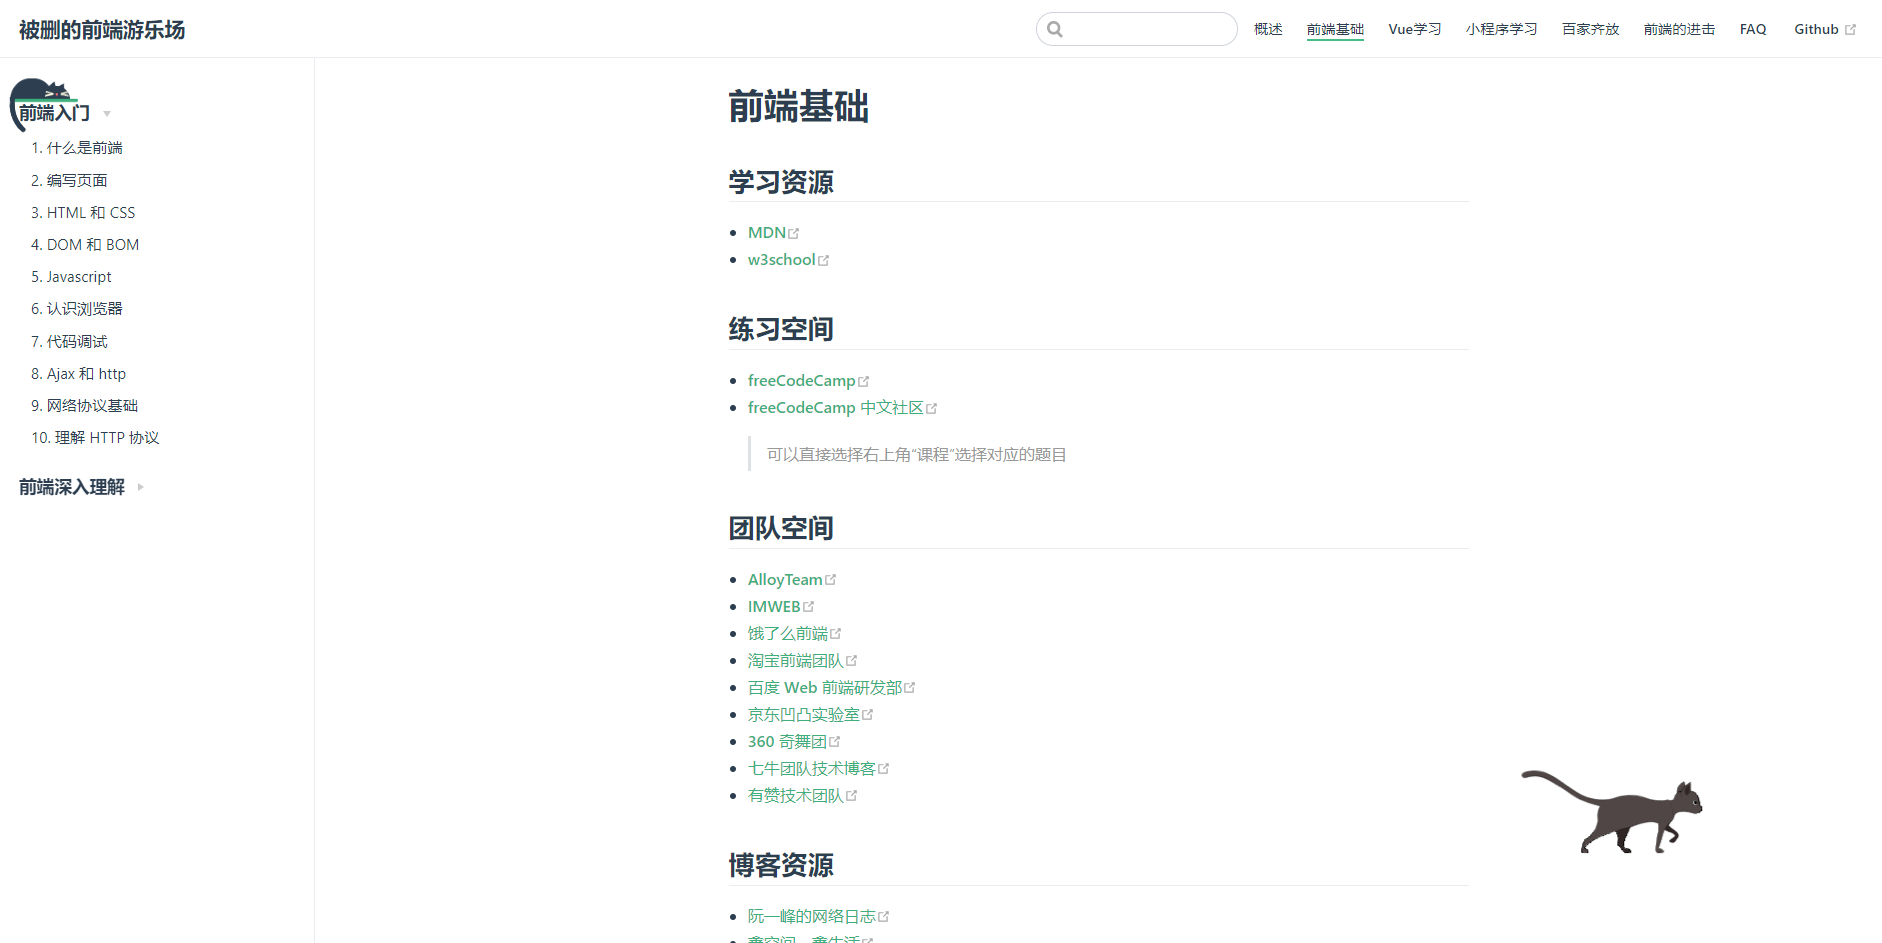 被删的前端游乐场
概述 前端基础 Vue学习 小程序学习 百家齐放 前端的进击 FAQ Github
前端入门
1. 什么是前端
2. 编写页面
3. HTML 和 CSS
4. DOM 和 BOM
5. Javascript
6. 认识浏览器
7. 代码调试
8. Ajax 和 http
9. 网络协议基础
10. 理解 HTTP 协议
前端深入理解
前端基础
学习资源
MDN
w3school
练习空间
freeCodeCamp
freeCodeCamp 中文社区
可以直接选择右上角“课程”选择对应的题目
团队空间
AlloyTeam
IMWEB
饿了么前端
淘宝前端团队
百度 Web 前端研发部
京东凹凸实验室
360 奇舞团
七牛团队技术博客
有赞技术团队
博客资源
阮一峰的网络日志